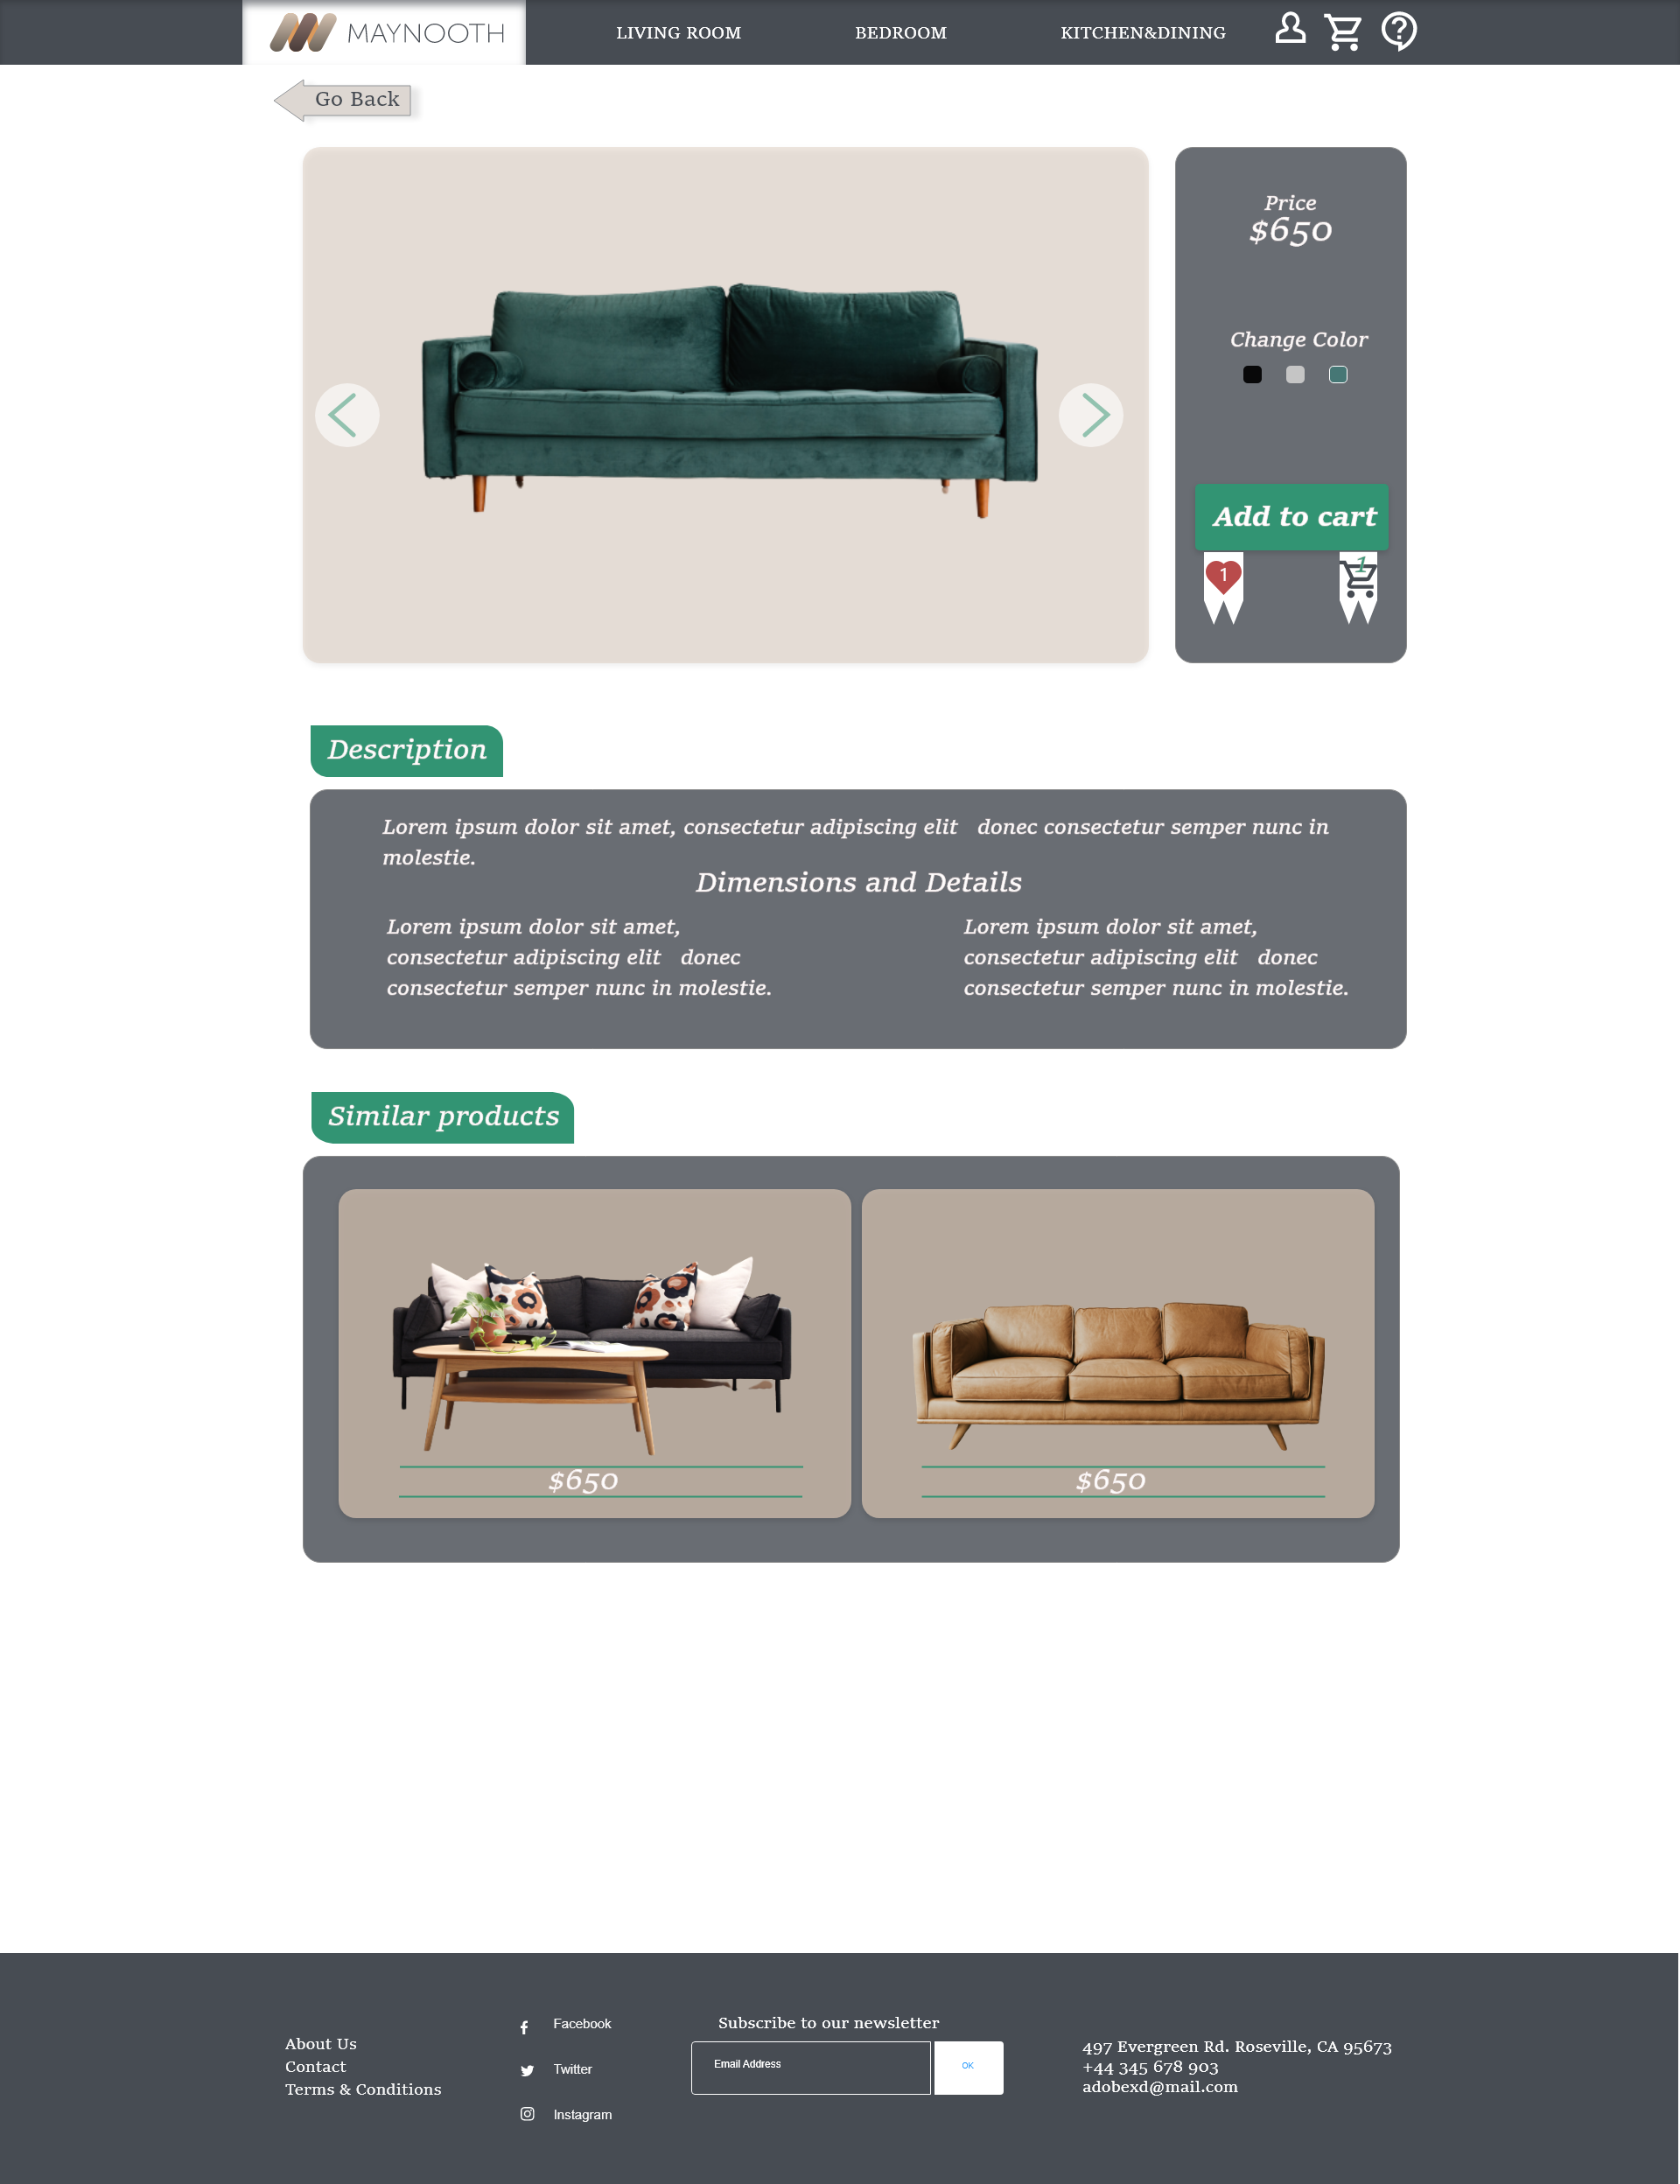 MAYNOOTH
LIVING ROOM
BEDROOM
KITCHEN&DINING
Go Back
Price
$650
Change Color
Add to cart
1
1
Description
Lorem ipsum dolor sit amet, consectetur adipiscing elit donec consectetur semper nunc in
molestie.
Dimensions and Details
Lorem ipsum dolor sit amet,
consectetur adipiscing elit donec
consectetur semper nunc in molestie.
Lorem ipsum dolor sit amet,
consectetur adipiscing elit donec
consectetur semper nunc in molestie.
Similar products
$650
$650
About Us
Contact
Terms & Conditions
Facebook
Twitter
Instagram
Subscribe to our newsletter
Email Address
OK
497 Evergreen Rd. Roseville, CA 95673
+44 345 678 903
adobexd@mail.com